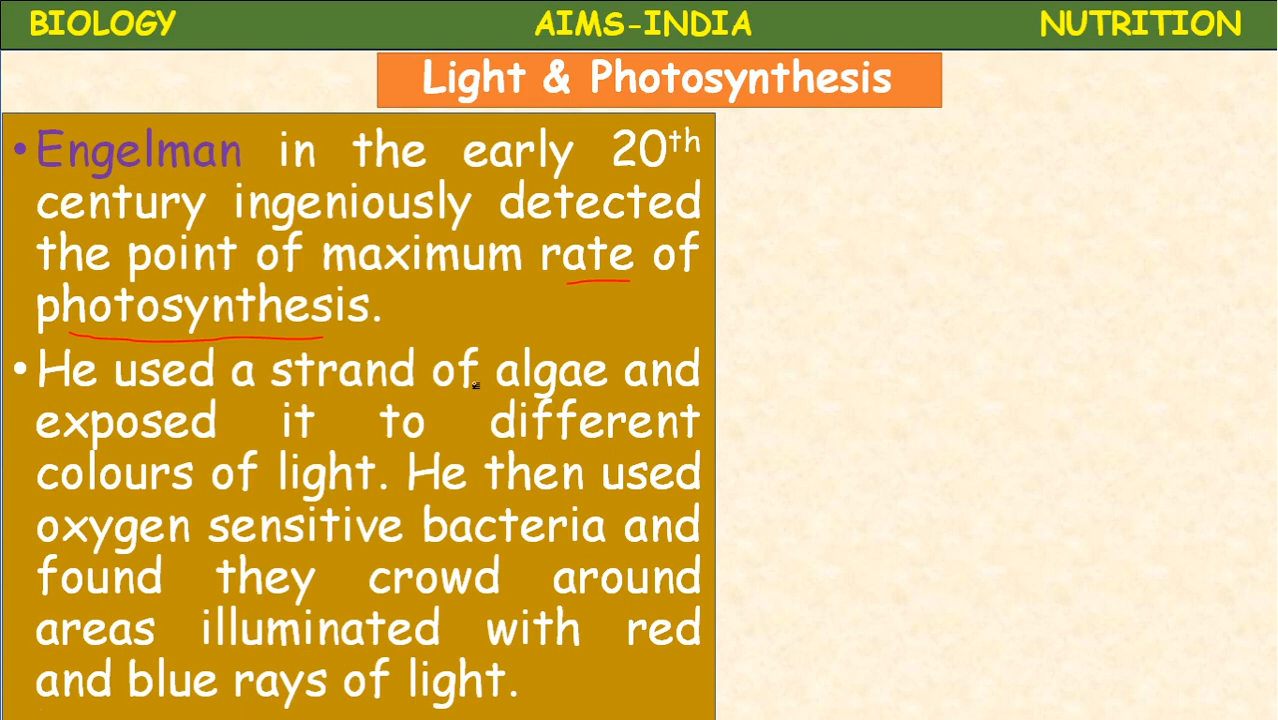 BIOLOGY AIMS-INDIA NUTRITION
Light & Photosynthesis
•Engelman in the early 20th
century ingeniously detected
the point of maximum rate of
photosynthesis.
•He used a strand of algae and
exposed it to different
colours of light. He then used
oxygen sensitive bacteria and
found they crowd around
areas illuminated with red
and blue rays of light.